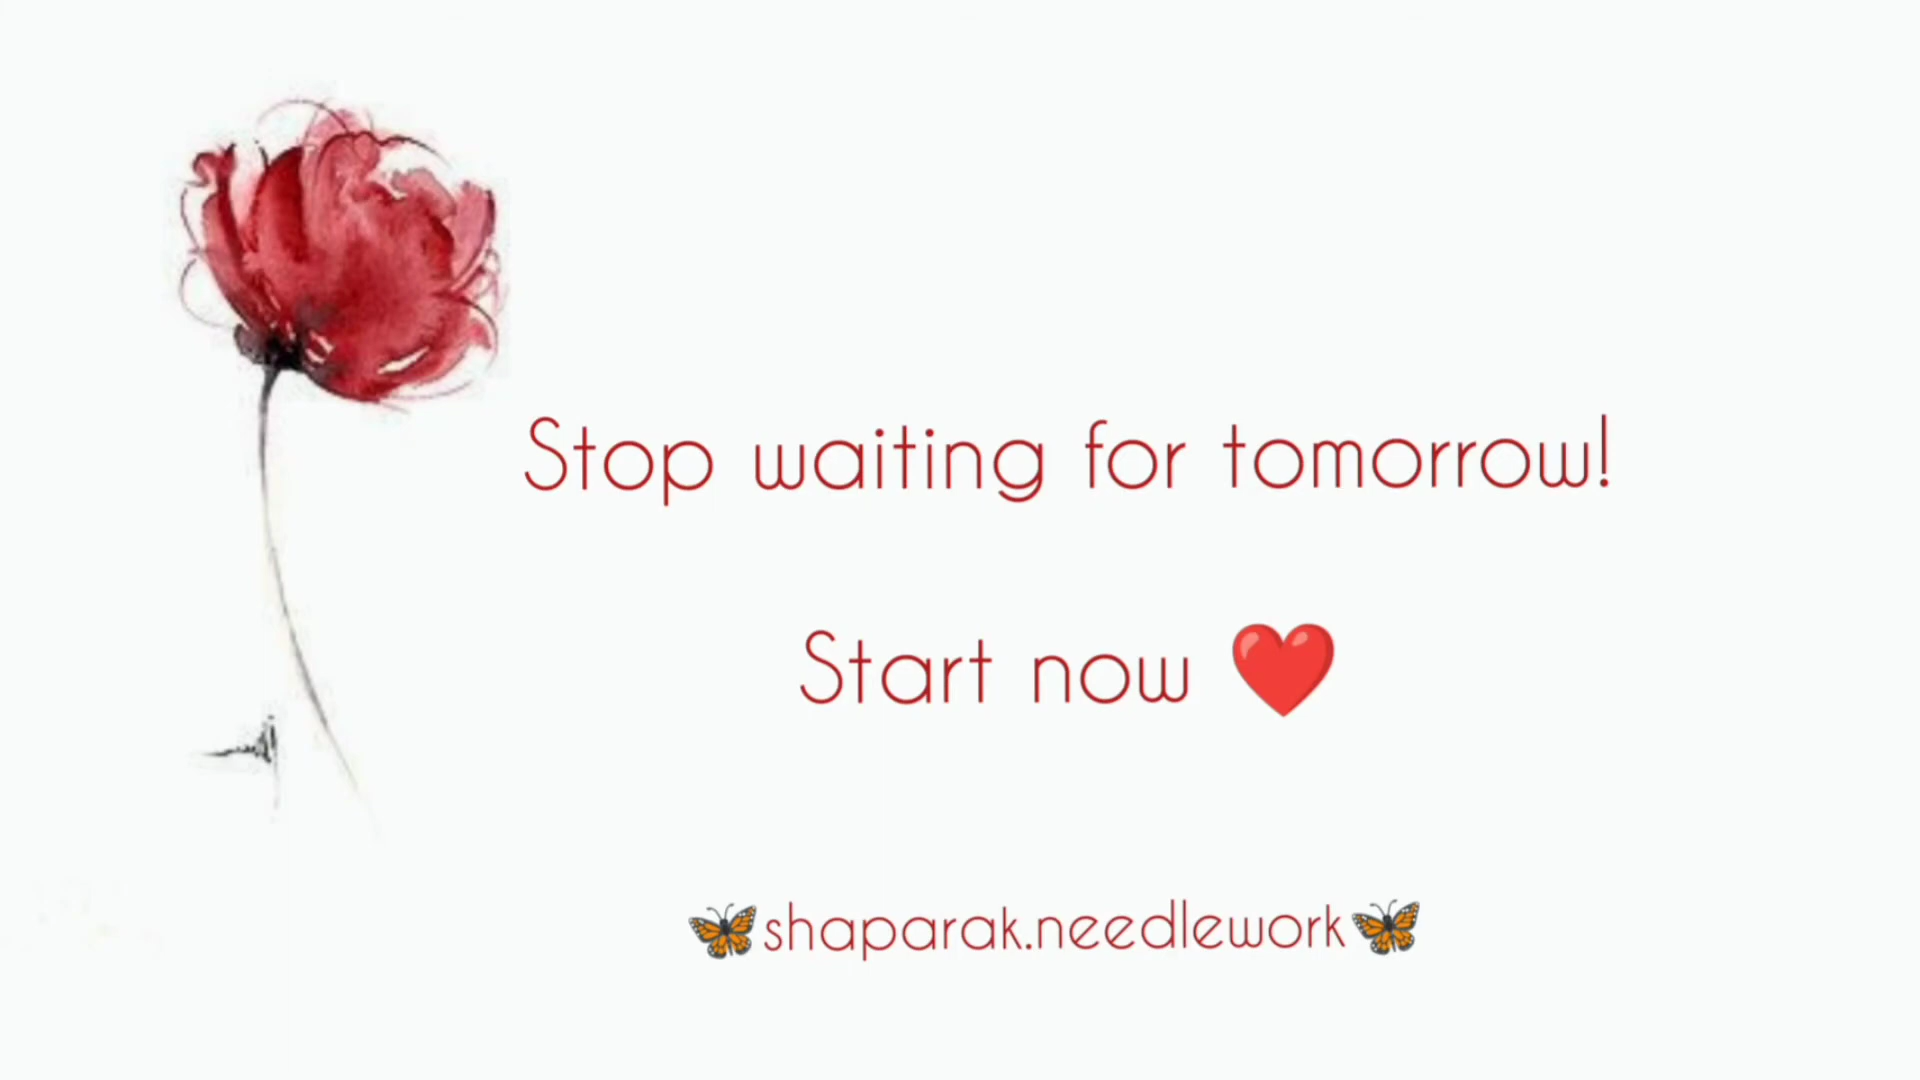 Stop waiting for tomorrow!
Start now ❤️
🦋shaparak.needlework🦋